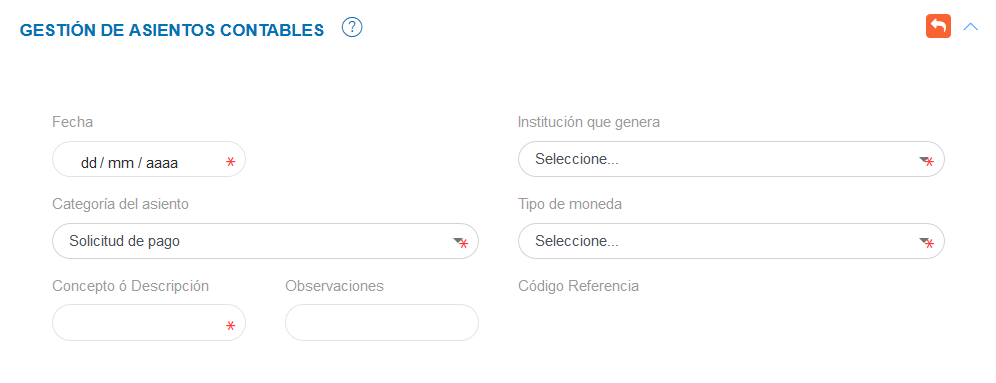 GESTIÓN DE ASIENTOS CONTABLES ?
Fecha
Institución que genera
dd / mm / aaaa *
Seleccione... *
Categoría del asiento
Tipo de moneda
Solicitud de pago *
Seleccione... *
Concepto ó Descripción
Observaciones
Código Referencia
*